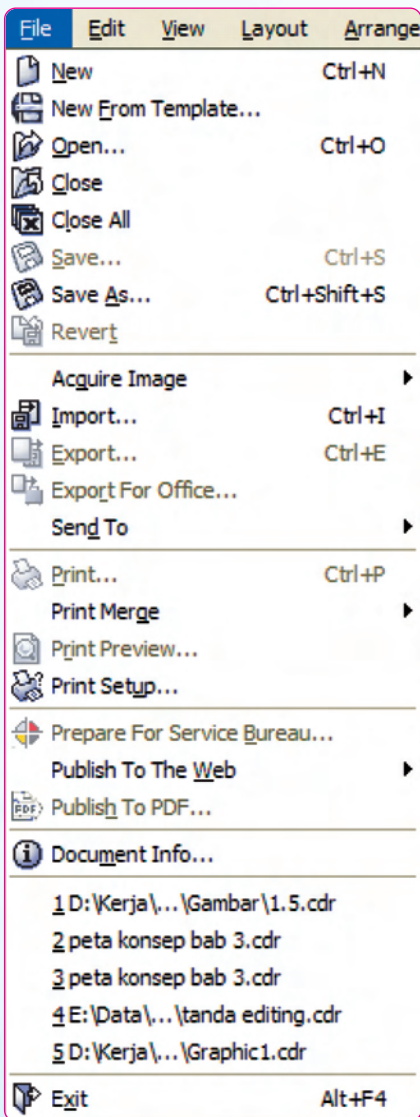 File Edit View Layout Arrange
New Ctrl+N
New From Template...
Open... Ctrl+O
Close
Close All
Save... Ctrl+S
Save As... Ctrl+Shift+S
Revert
Acquire Image
Import... Ctrl+I
Export... Ctrl+E
Export For Office...
Send To
Print... Ctrl+P
Print Merge
Print Preview...
Print Setup...
Prepare For Service Bureau...
Publish To The Web
PDF Publish To PDF...
Document Info...
1 D:\Kerja\...\Gambar\1.5.cdr
2 peta konsep bab 3.cdr
3 peta konsep bab 3.cdr
4 E:\Data\...\tanda editing.cdr
5 D:\Kerja\...\Graphic1.cdr
Exit Alt+F4